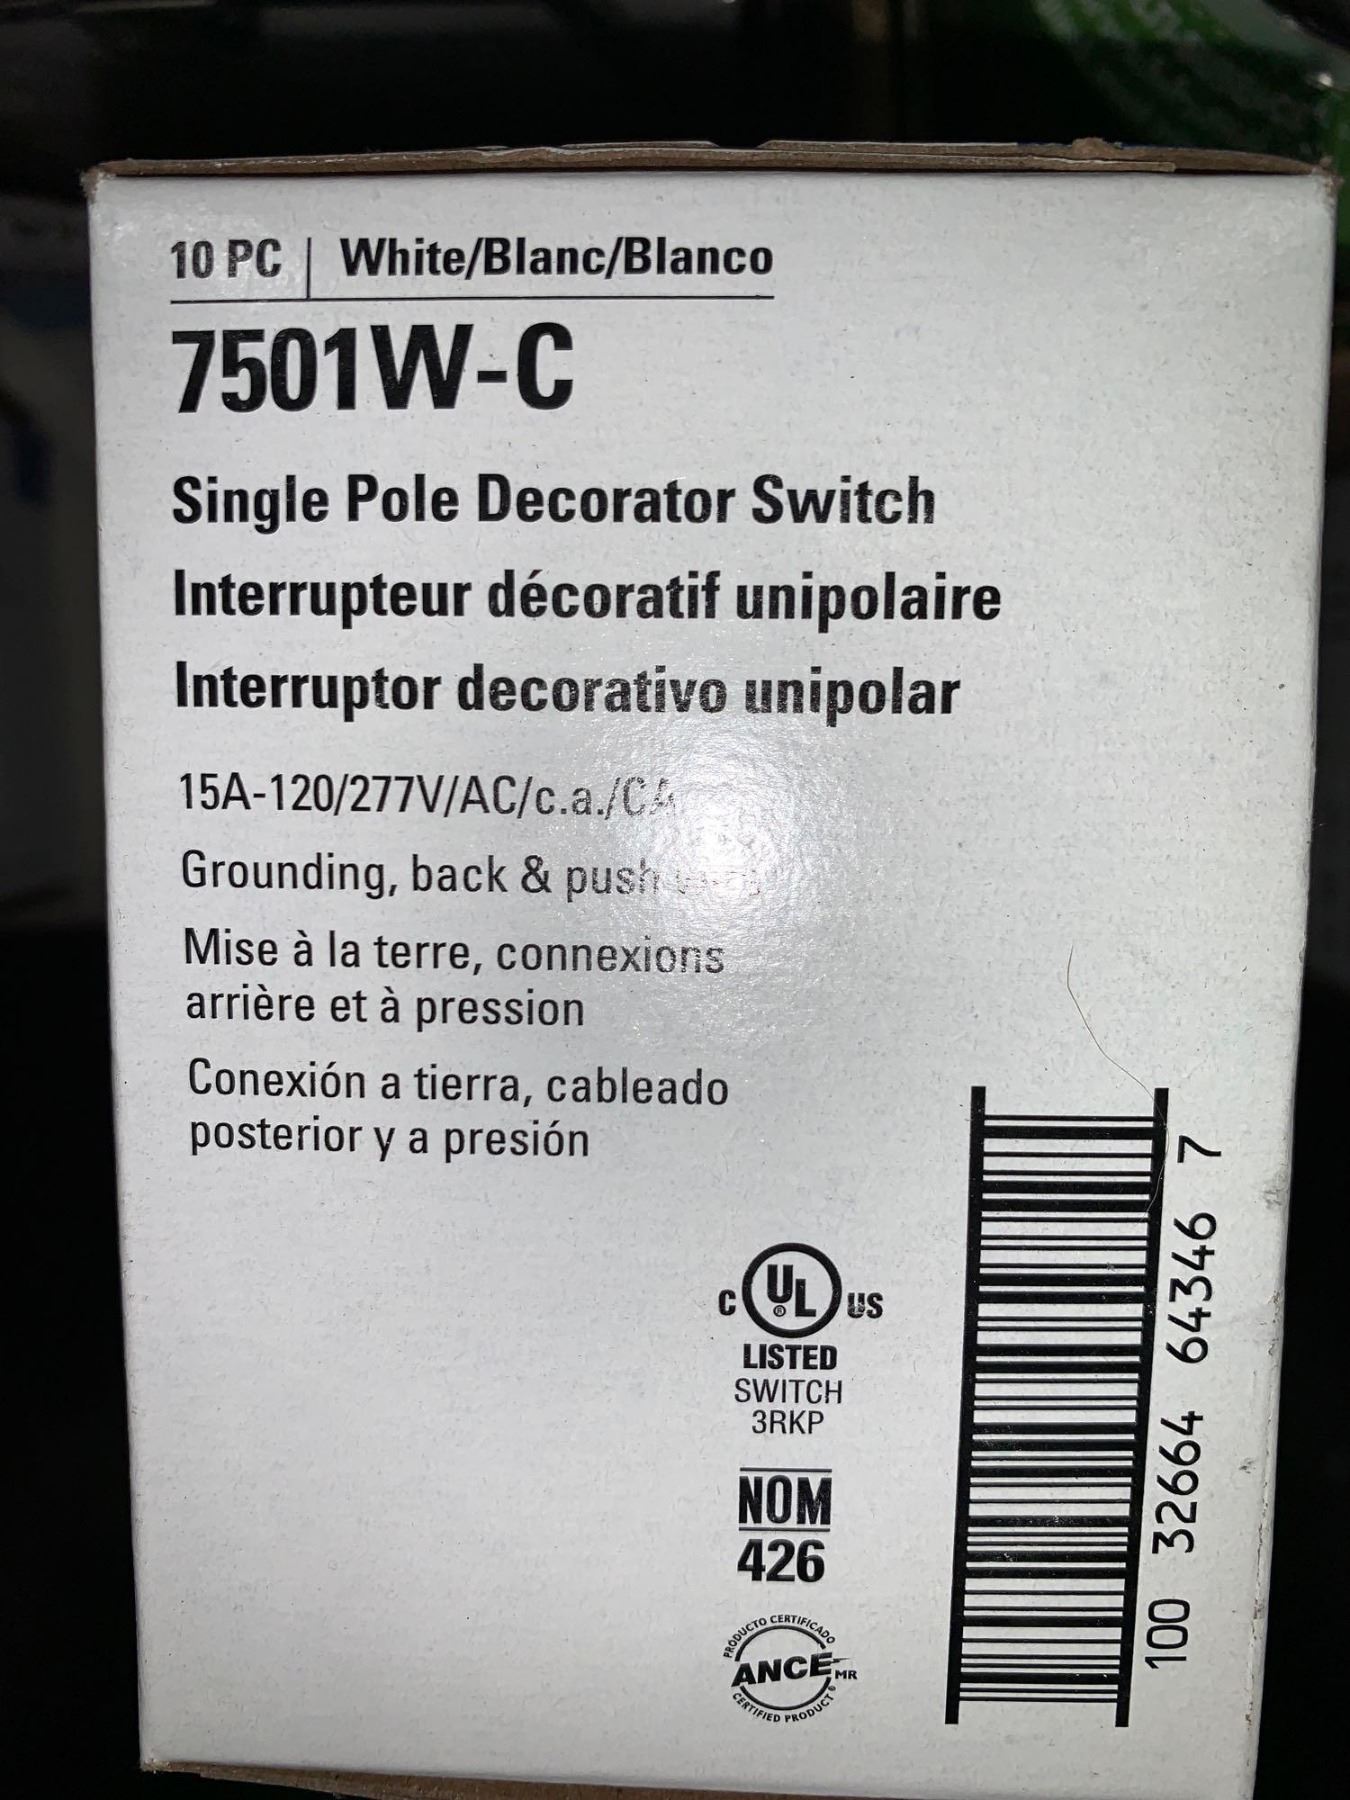 10 PC | White/Blanc/Blanco
7501W-C
Single Pole Decorator Switch
Interrupteur décoratif unipolaire
Interruptor decorativo unipolar
15A-120/277V/AC/c.a./CA
Grounding, back & push
Mise à la terre, connexions
arrière et à pression
Conexión a tierra, cableado
posterior y a presión
C UL ® US
LISTED
SWITCH
3RKP
NOM
426
PRODUCTO CERTIFICADO
ANCE MR
CERTIFIED PRODUCT
100 32664 64346 7